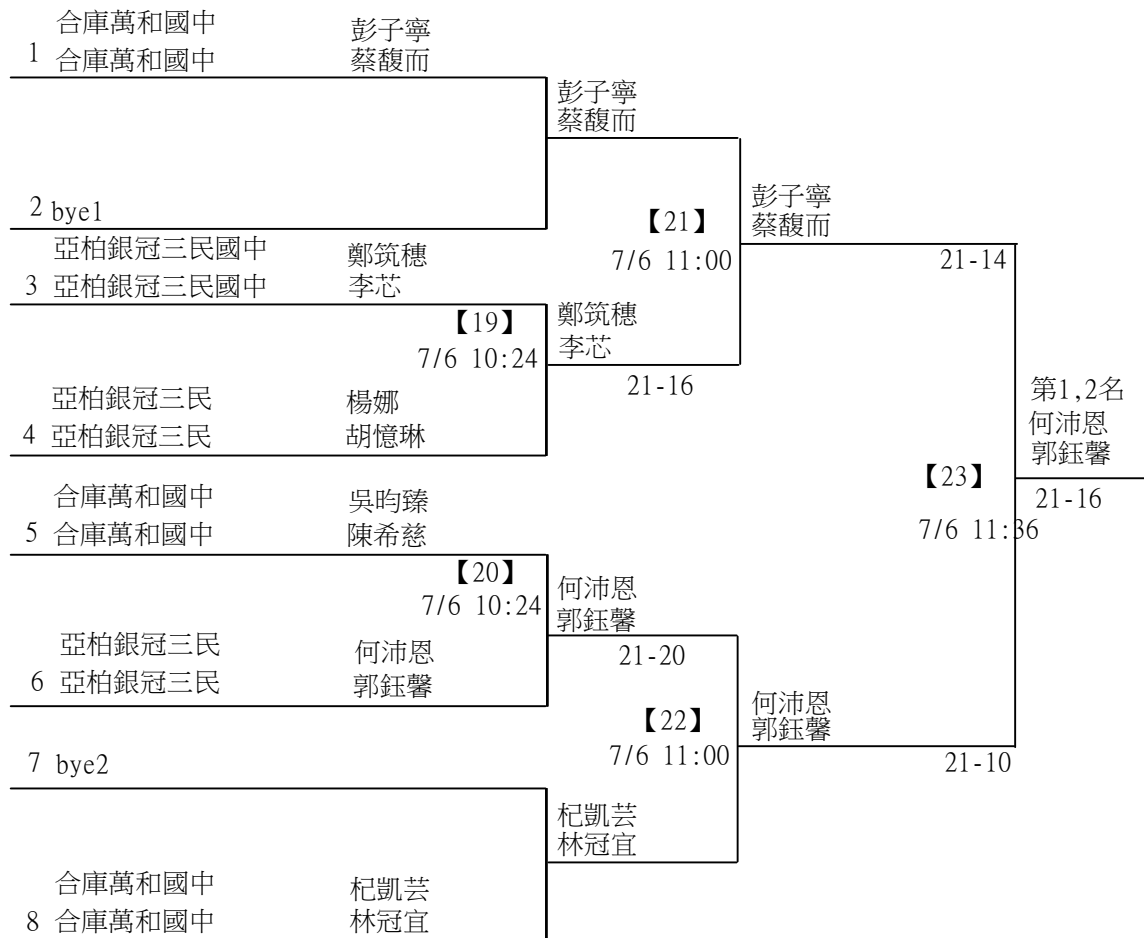 合庫萬和國中 彭子寧
1 合庫萬和國中 蔡馥而
彭子寧
蔡馥而
2 bye1
【21】
7/6 11:00
彭子寧
蔡馥而
21-14
亞柏銀冠三民國中 鄭筑穗
3 亞柏銀冠三民國中 李芯
【19】
7/6 10:24
鄭筑穗
李芯
21-16
亞柏銀冠三民 楊娜
4 亞柏銀冠三民 胡憶琳
第1,2名
何沛恩
郭鈺馨
【23】
7/6 11:36
21-16
合庫萬和國中 吳昀臻
5 合庫萬和國中 陳希慈
【20】
7/6 10:24
何沛恩
郭鈺馨
21-20
亞柏銀冠三民 何沛恩
6 亞柏銀冠三民 郭鈺馨
【22】
7/6 11:00
何沛恩
郭鈺馨
21-10
7 bye2
杞凱芸
林冠宜
合庫萬和國中 杞凱芸
8 合庫萬和國中 林冠宜